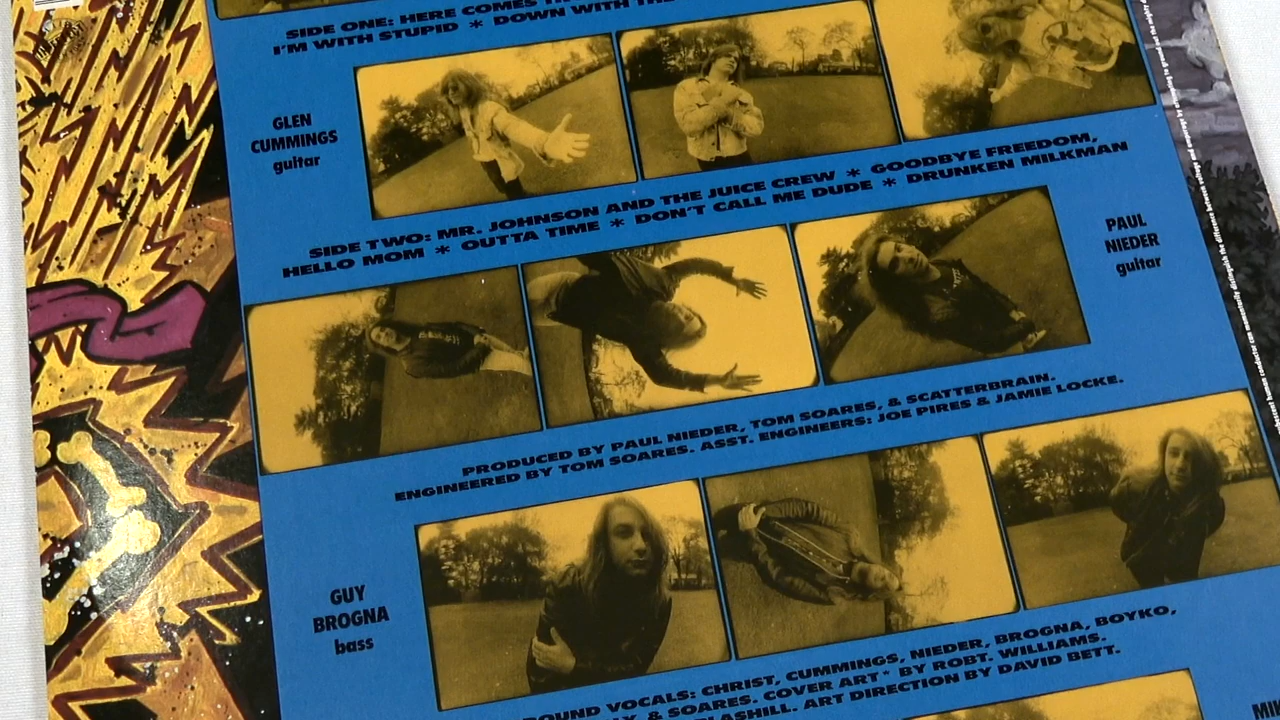 SIDE ONE: HERE COMES
I'M WITH STUPID * DOWN WITH THE
GLEN
CUMMINGS
guitar
SIDE TWO: MR. JOHNSON AND THE JUICE CREW * GOODBYE FREEDOM,
HELLO MOM * OUTTA TIME * DON'T CALL ME DUDE * DRUNKEN MILKMAN
PAUL
NIEDER
guitar
PRODUCED BY PAUL NIEDER, TOM SOARES, & SCATTERBRAIN.
ENGINEERED BY TOM SOARES. ASST. ENGINEERS: JOE PIRES & JAMIE LOCKE.
GUY
BROGNA
bass
OUND VOCALS: CHRIST, CUMMINGS, NIEDER, BROGNA, BOYKO,
& SOARES. COVER ART* BY ROBT. WILLIAMS.
ART DIRECTION BY DAVID BETT.